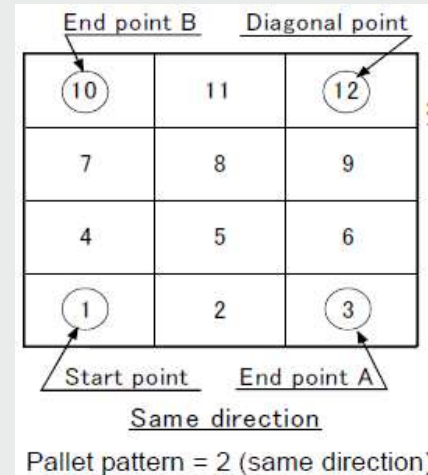 End point B Diagonal point
10 11 12
7 8 9
4 5 6
1 2 3
Start point End point A
Same direction
Pallet pattern = 2 (same direction)